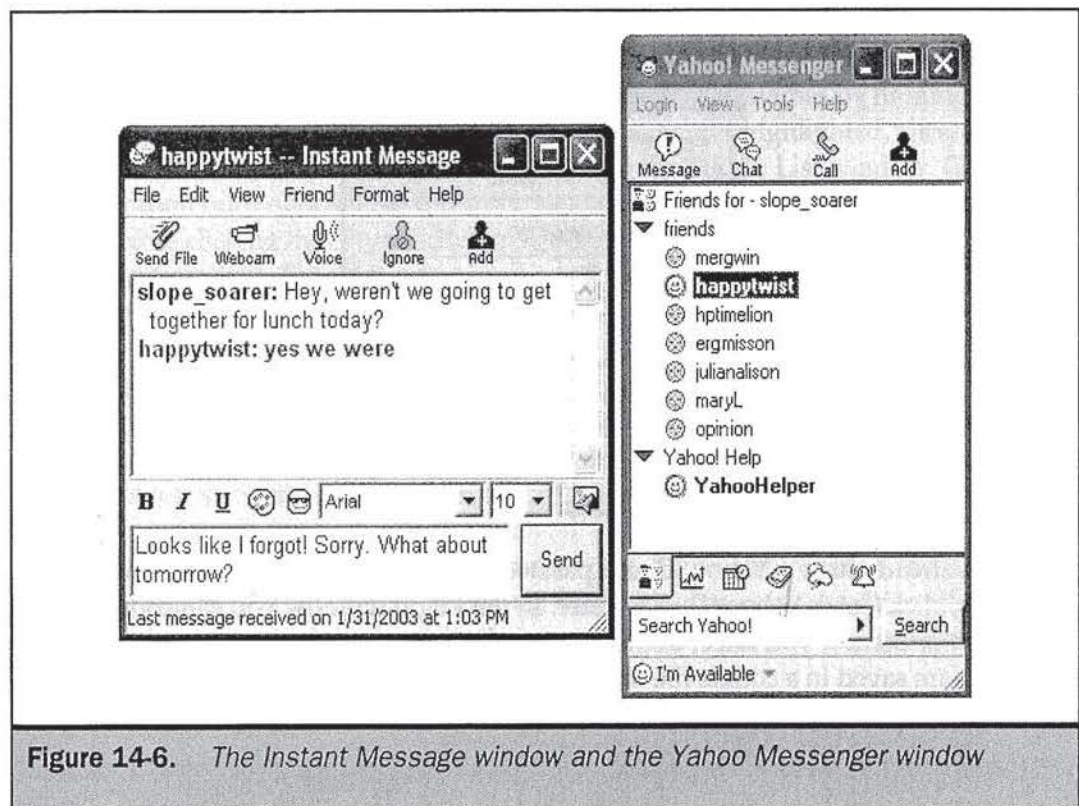 happytwist -- Instant Message
File Edit View Friend Format Help
Send File Webcam Voice Ignore Add
slope_soarer: Hey, weren't we going to get
together for lunch today?
happytwist: yes we were
B I U Arial 10
Looks like I forgot! Sorry. What about
tomorrow?
Send
Last message received on 1/31/2003 at 1:03 PM
Yahoo! Messenger
Login View Tools Help
Message Chat Call Add
Friends for - slope_soarer
friends
mergwin
happytwist
hptimelion
ergmisson
julianalison
maryL
opinion
Yahoo! Help
YahooHelper
Search Yahoo! Search
I'm Available
Figure 14-6. The Instant Message window and the Yahoo Messenger window